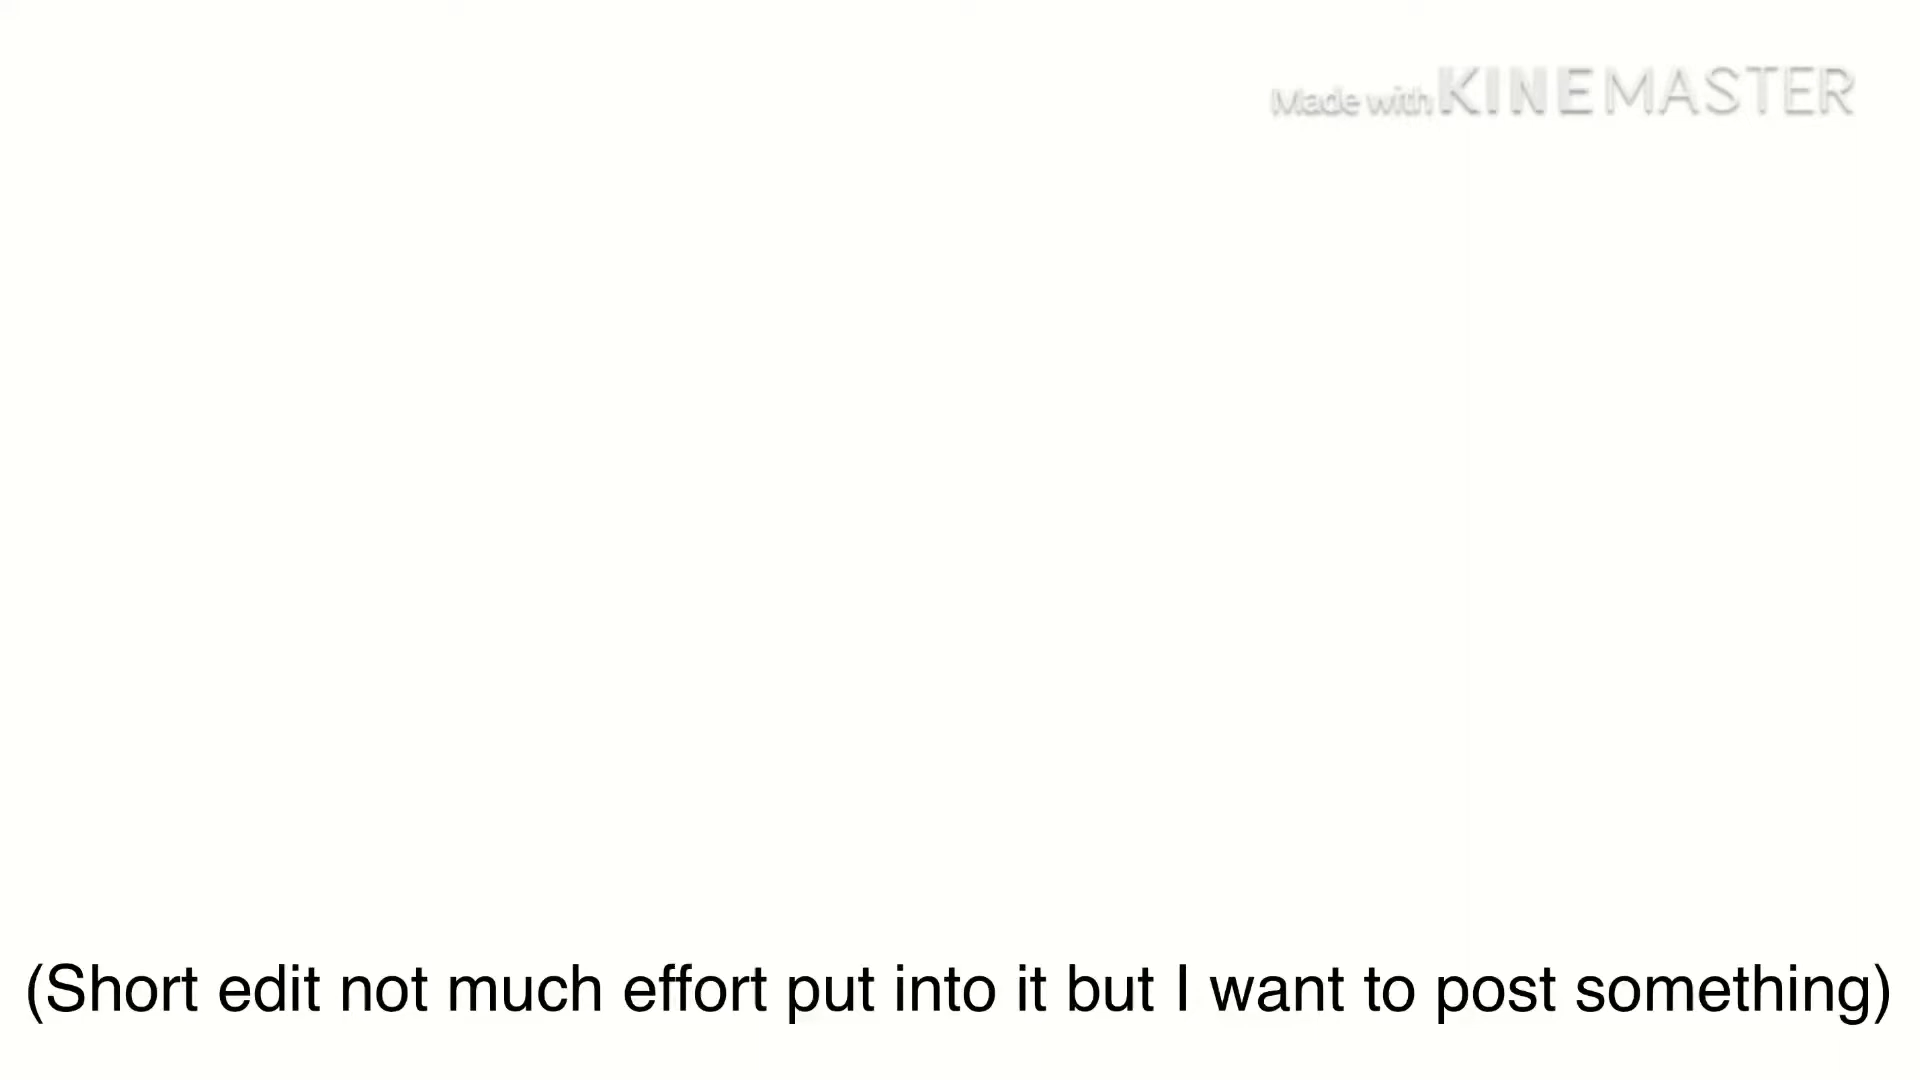 Made with KINEMASTER
(Short edit not much effort put into it but I want to post something)